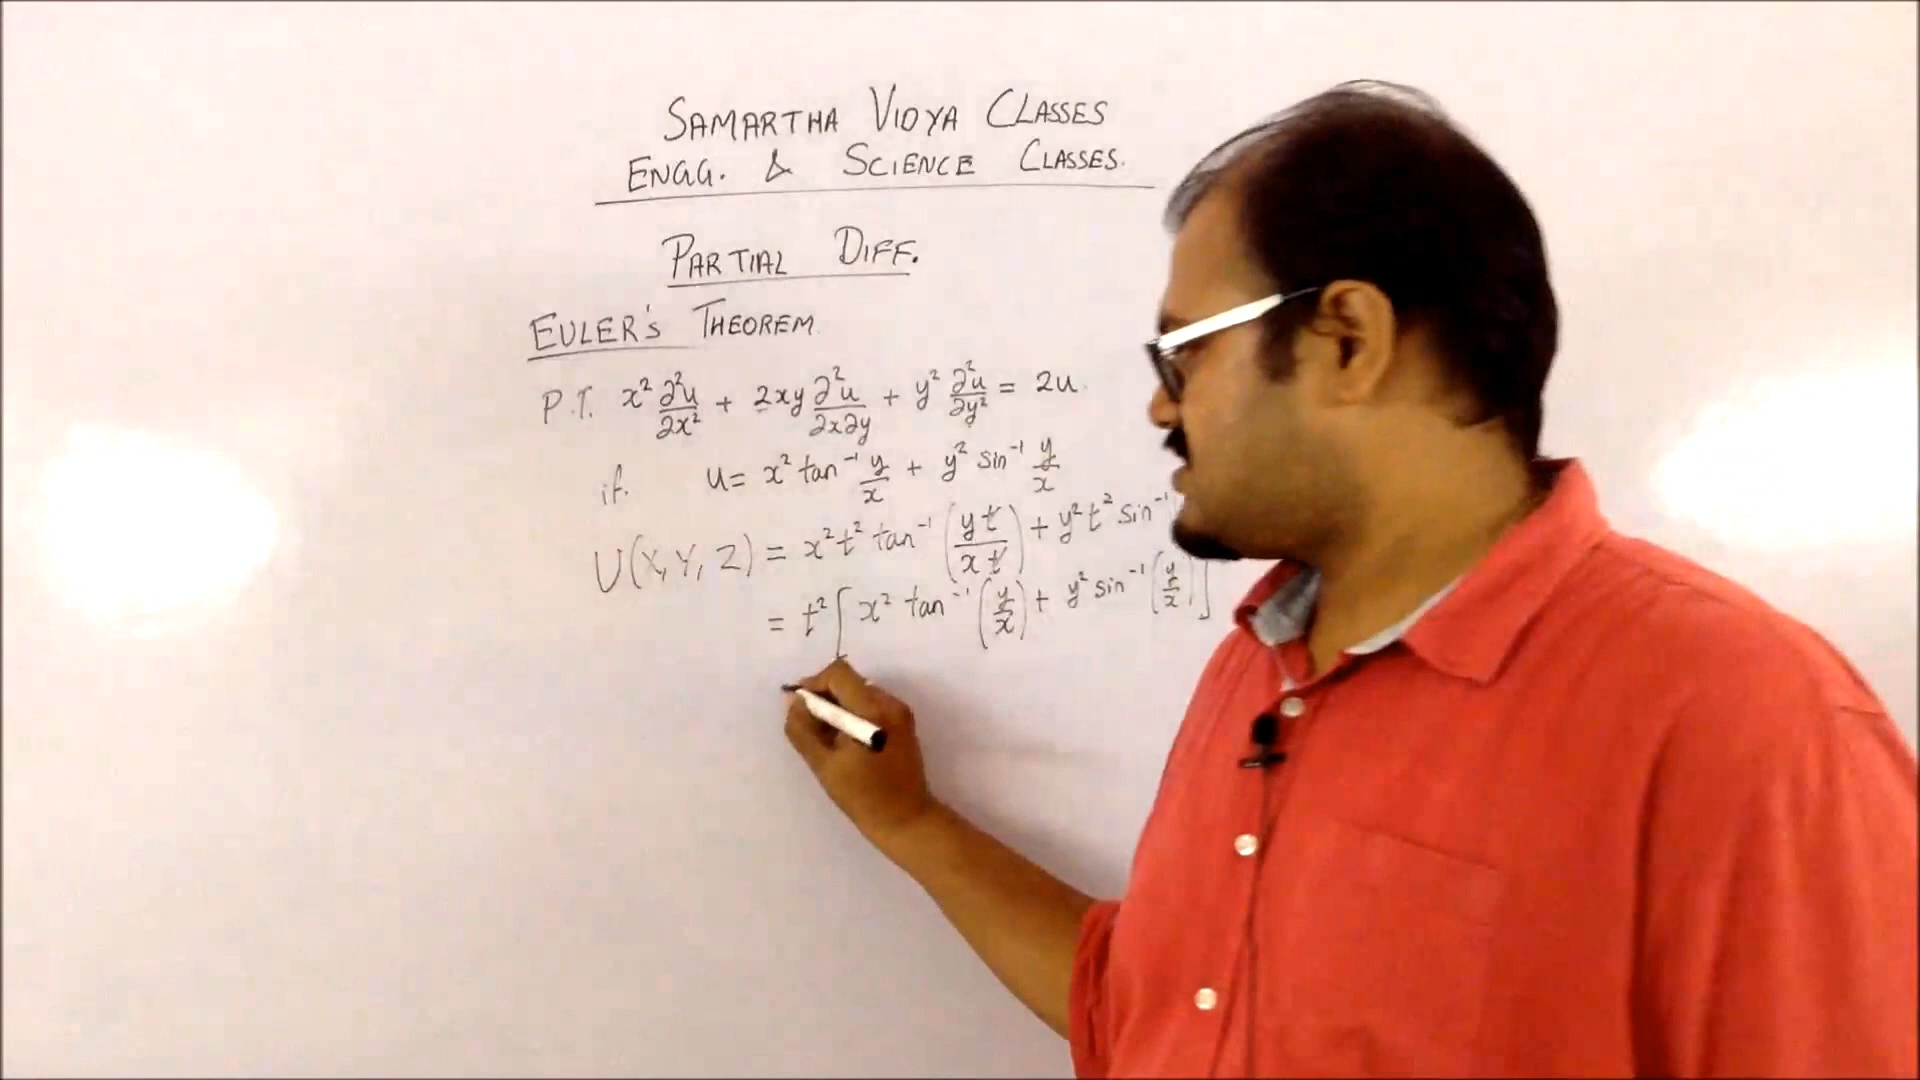 SAMARTHA VIDYA CLASSES
ENGG. & SCIENCE CLASSES.
PARTIAL DIFF.
EULER'S THEOREM
P.T. x² ∂²u/∂x² + 2xy ∂²u/∂x∂y + y² ∂²u/∂y² = 2u.
if. u = x² tan⁻¹ y/x + y² sin⁻¹ y/x
U(X, Y, Z) = x²t² tan⁻¹ (yt/xt) + y²t² sin⁻¹
= t² [x² tan⁻¹ (y/x) + y² sin⁻¹ (y/x)]